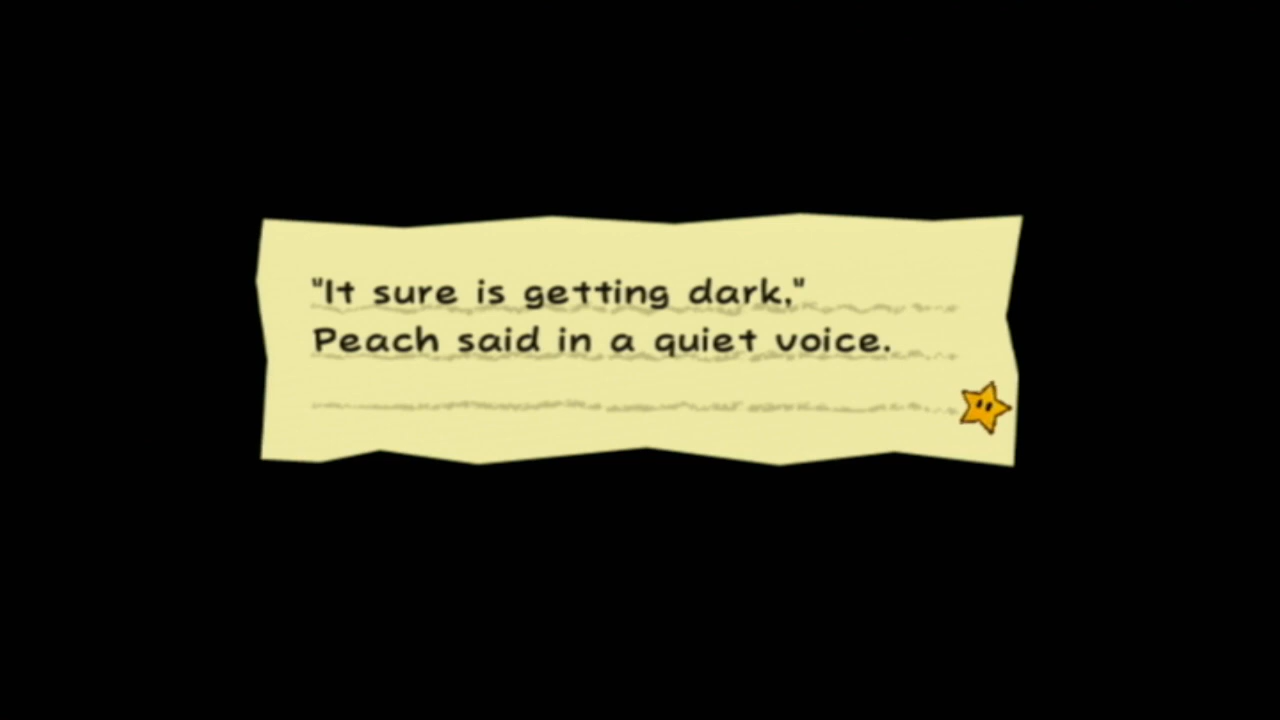 "It sure is getting dark,"
Peach said in a quiet voice.